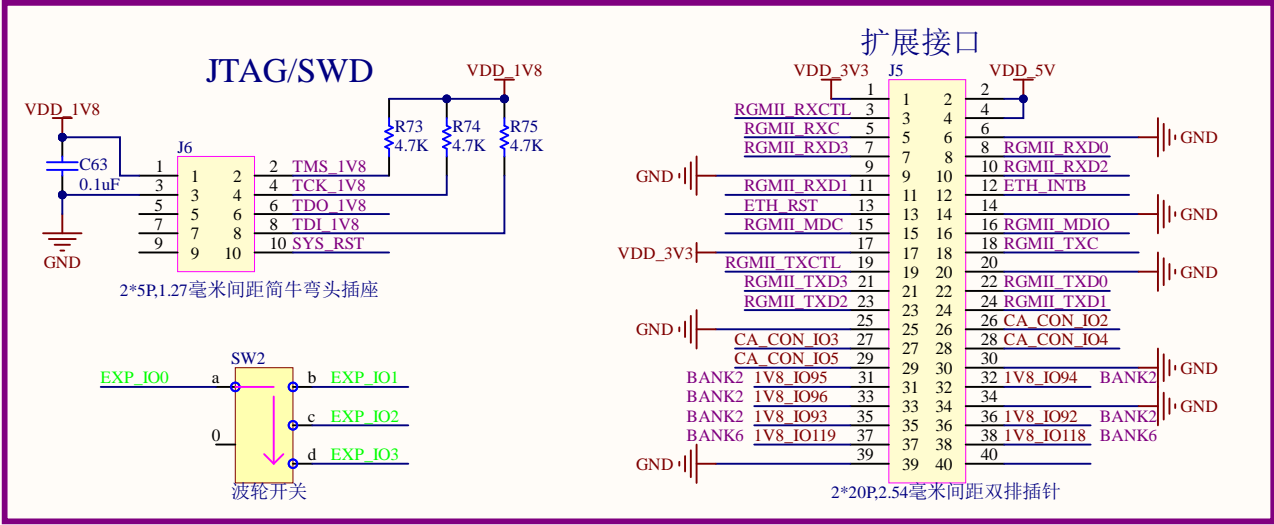 JTAG/SWD
VDD_1V8
VDD_1V8
R73
4.7K
R74
4.7K
R75
4.7K
C63
0.1uF
GND
J6
1 1 2 2 TMS_1V8
3 3 4 4 TCK_1V8
5 5 6 6 TDO_1V8
7 7 8 8 TDI_1V8
9 9 10 10 SYS_RST
2*5P,1.27毫米间距简牛弯头插座
SW2
EXP_IO0 a b EXP_IO1
c EXP_IO2
0
d EXP_IO3
波轮开关
扩展接口
VDD_3V3 J5 VDD_5V
1 1 2 2
RGMII_RXCTL 3 3 4 4
RGMII_RXC 5 5 6 6 GND
RGMII_RXD3 7 7 8 8 RGMII_RXD0
GND 9 9 10 10 RGMII_RXD2
RGMII_RXD1 11 11 12 12 ETH_INTB
ETH_RST 13 13 14 14 GND
RGMII_MDC 15 15 16 16 RGMII_MDIO
VDD_3V3 17 17 18 18 RGMII_TXC
RGMII_TXCTL 19 19 20 20 GND
RGMII_TXD3 21 21 22 22 RGMII_TXD0
RGMII_TXD2 23 23 24 24 RGMII_TXD1
GND 25 25 26 26 CA_CON_IO2
CA_CON_IO3 27 27 28 28 CA_CON_IO4
CA_CON_IO5 29 29 30 30 GND
BANK2 1V8_IO95 31 31 32 32 1V8_IO94 BANK2
BANK2 1V8_IO96 33 33 34 34 GND
BANK2 1V8_IO93 35 35 36 36 1V8_IO92 BANK2
BANK6 1V8_IO119 37 37 38 38 1V8_IO118 BANK6
GND 39 39 40 40
2*20P,2.54毫米间距双排插针